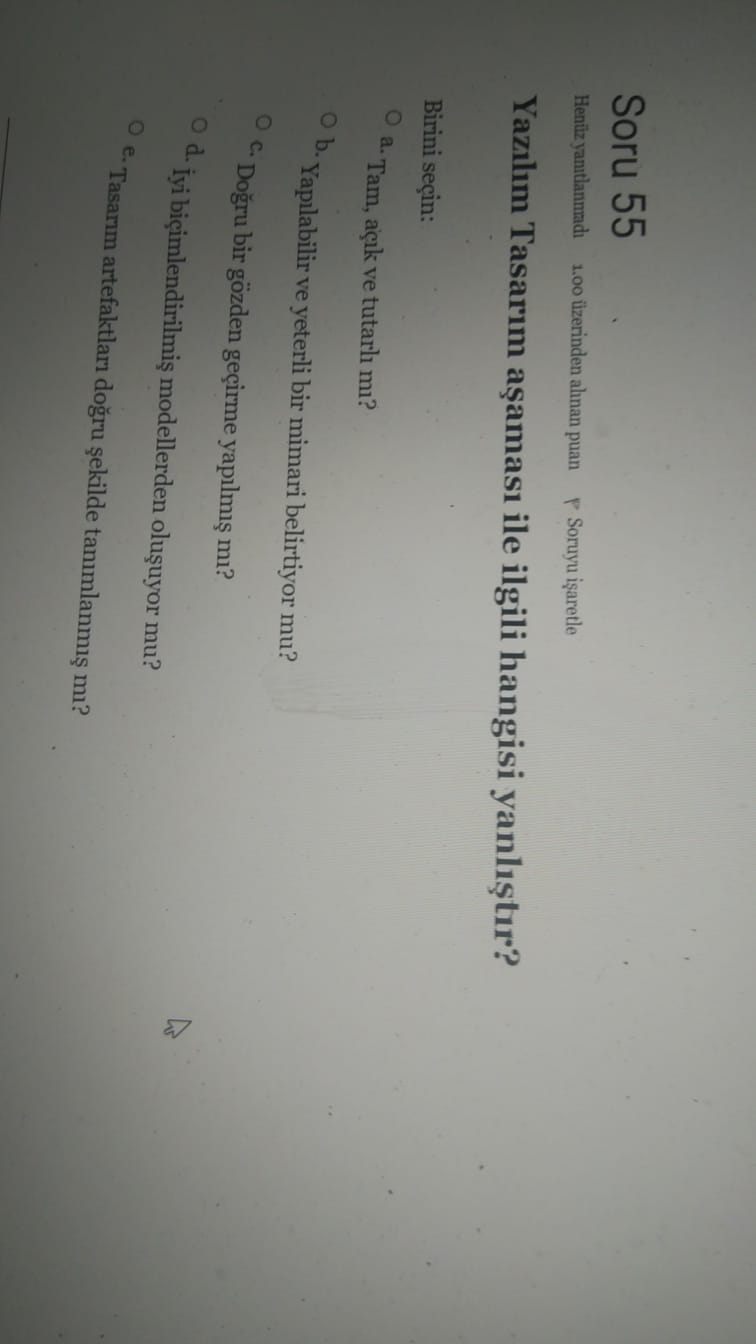 Soru 55
Henüz yanıtlanmadı 1.00 üzerinden alınan puan Soruyu işaretle
Yazılım Tasarım aşaması ile ilgili hangisi yanlıştır?
Birini seçin:
a. Tam, açık ve tutarlı mı?
b. Yapılabilir ve yeterli bir mimari belirtiyor mu?
c. Doğru bir gözden geçirme yapılmış mı?
d. İyi biçimlendirilmiş modellerden oluşuyor mu?
e. Tasarım artefaktları doğru şekilde tanımlanmış mı?